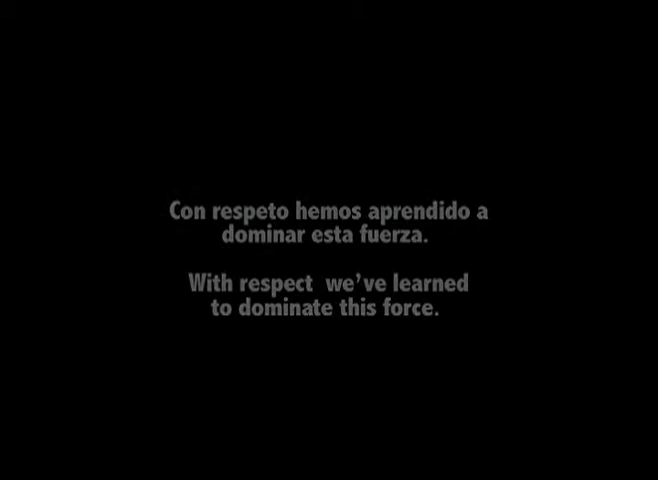 Con respeto hemos aprendido a
dominar esta fuerza.
With respect  we've learned
to dominate this force.